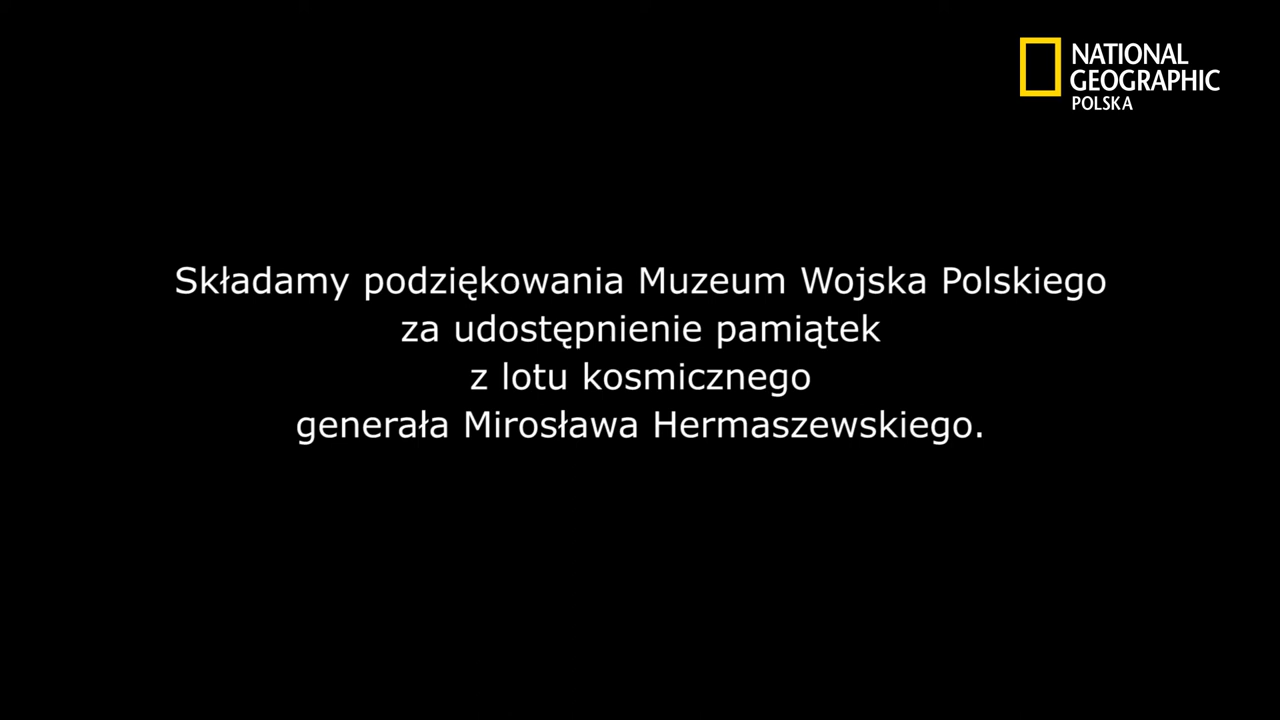 NATIONAL
GEOGRAPHIC
POLSKA
Składamy podziękowania Muzeum Wojska Polskiego
za udostępnienie pamiątek
z lotu kosmicznego
generała Mirosława Hermaszewskiego.